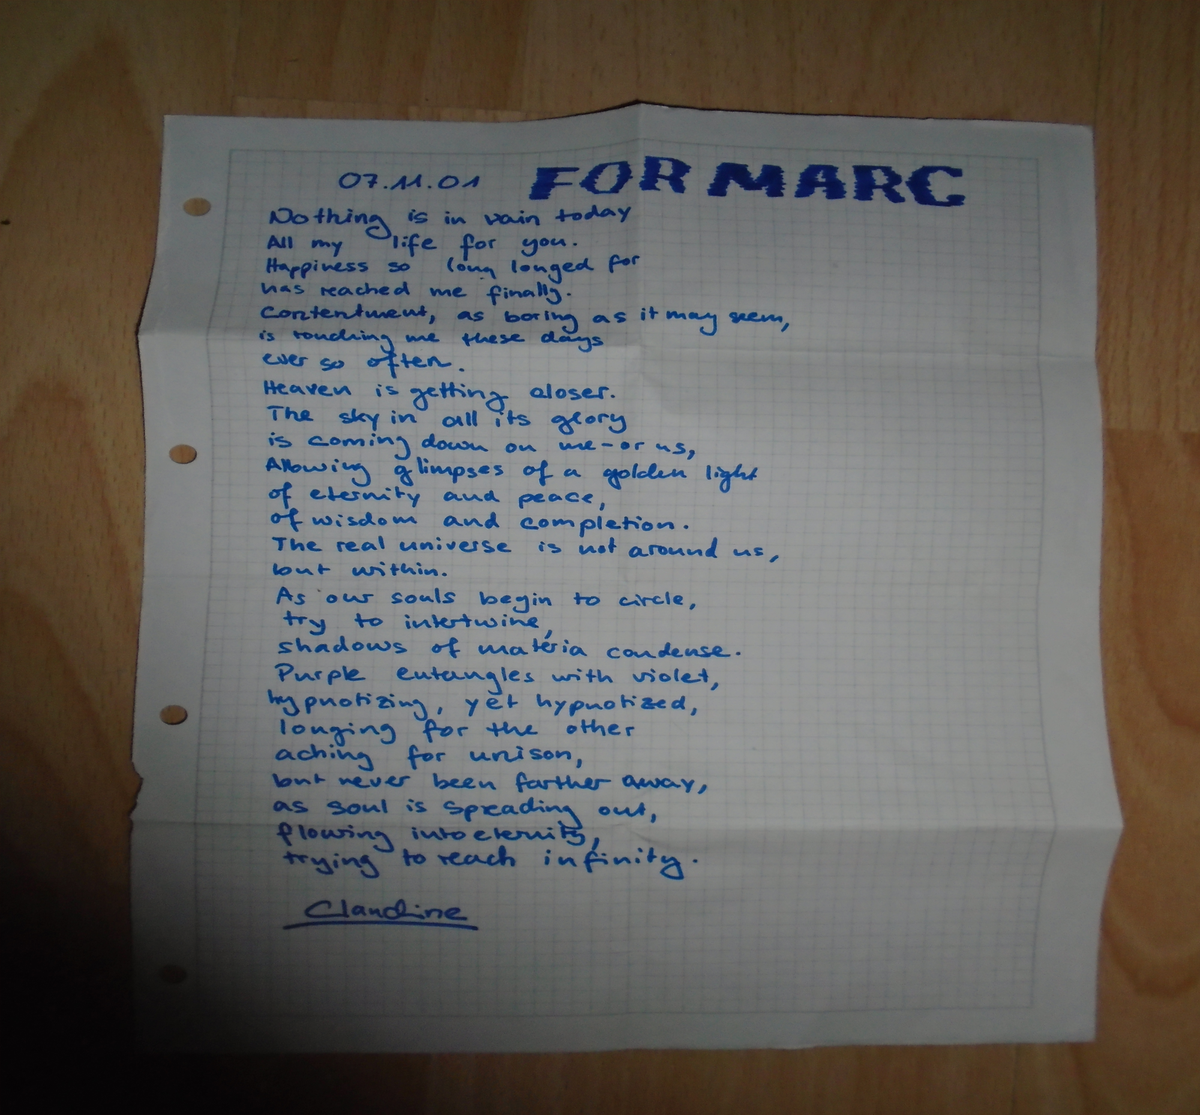 07.11.01 FOR MARC
Nothing is in vain today
All my life for you.
Happiness so long longed for
has reached me finally.
Contentment, as boring as it may seem,
is touching me these days
ever so often.
Heaven is getting closer.
The sky in all its glory
is coming down on me-or us,
Allowing glimpses of a golden light
of eternity and peace,
of wisdom and completion.
The real universe is not around us,
but within.
As our souls begin to circle,
try to intertwine,
shadows of matéria condense.
Purple entangles with violet,
hypnotizing, yet hypnotized,
longing for the other
aching for unison,
but never been farther away,
as soul is spreading out,
flowing into eternity,
trying to reach infinity.
Claudine